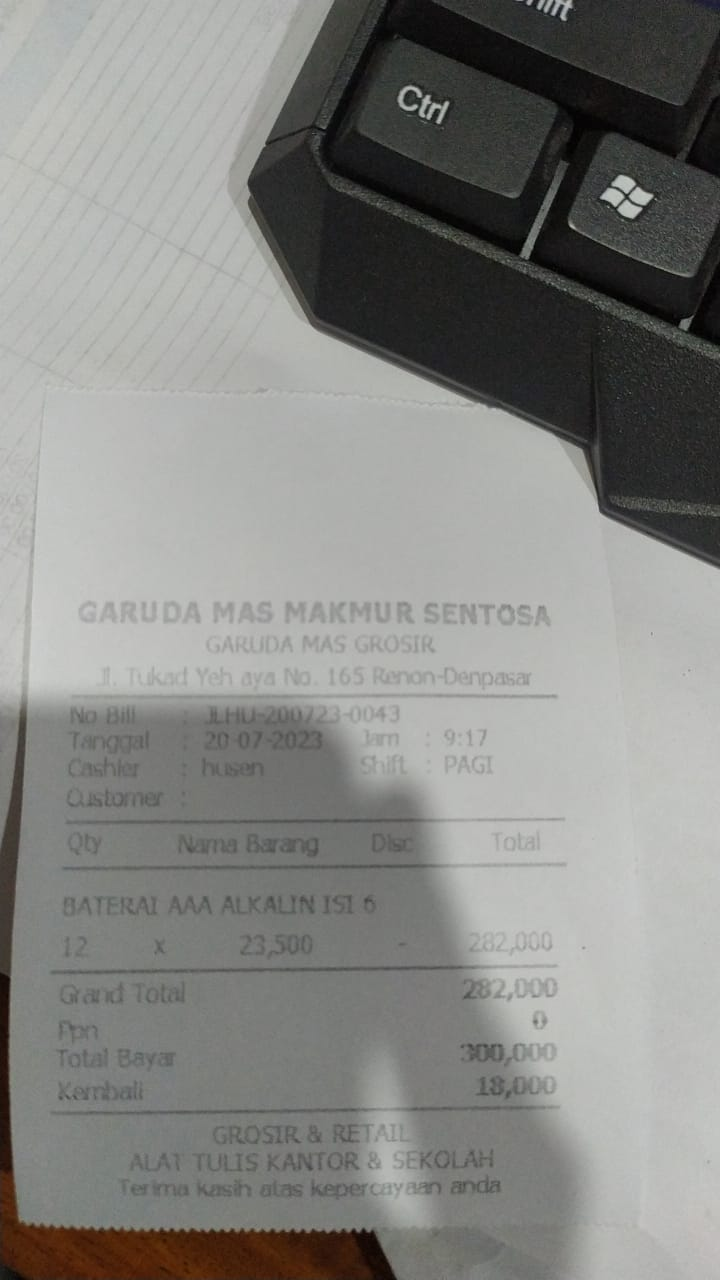 Shift
Ctrl
GARUDA MAS MAKMUR SENTOSA
GARUDA MAS GROSIR
Jl. Tukad Yeh aya No. 165 Renon-Denpasar
No Bill : JLHU-200723-0043
Tanggal : 20-07-2023 Jam : 9:17
Cashier : husen Shift : PAGI
Customer :
Qty Nama Barang Disc Total
BATERAI AAA ALKALIN ISI 6
12 x 23,500 - 282,000
Grand Total 282,000
Ppn 0
Total Bayar 300,000
Kembali 18,000
GROSIR & RETAIL
ALAT TULIS KANTOR & SEKOLAH
Terima kasih atas kepercayaan anda